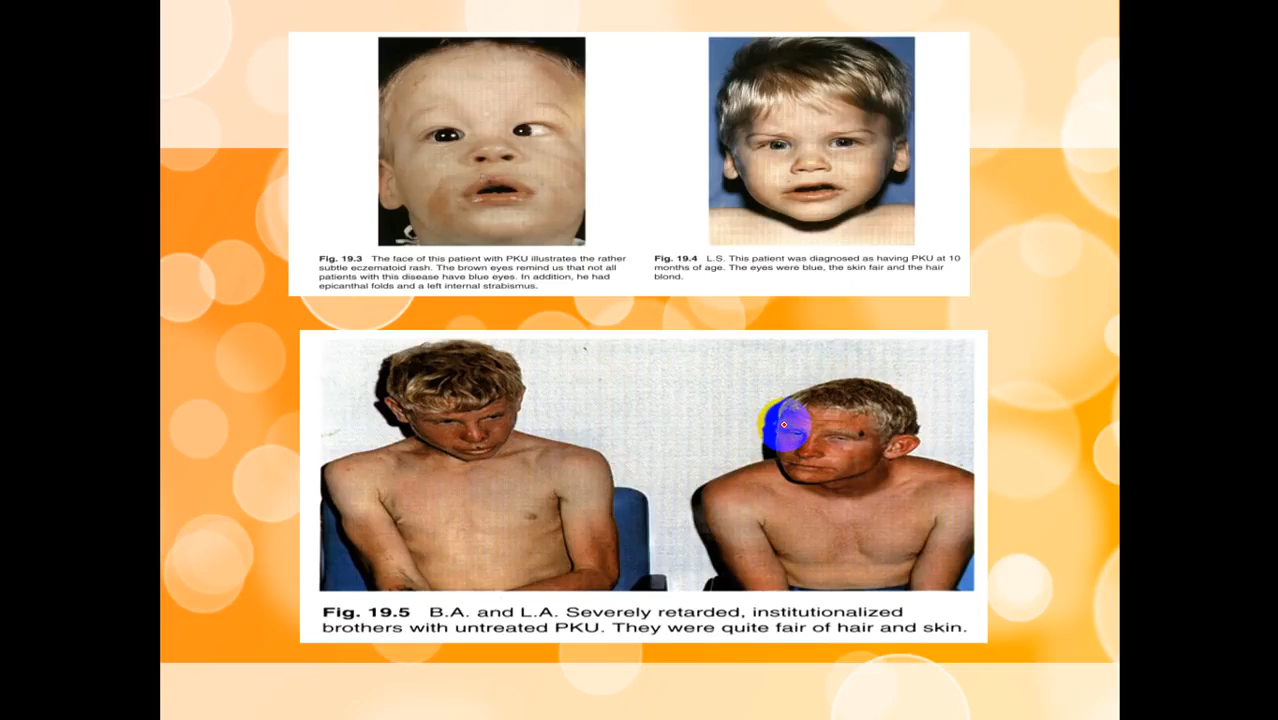 Fig. 19.3 The face of this patient with PKU illustrates the rather
subtle eczematoid rash. The brown eyes remind us that not all
patients with this disease have blue eyes. In addition, he had
epicanthal folds and a left internal strabismus.
Fig. 19.4 L.S. This patient was diagnosed as having PKU at 10
months of age. The eyes were blue, the skin fair and the hair
blond.
Fig. 19.5 B.A. and L.A. Severely retarded, institutionalized
brothers with untreated PKU. They were quite fair of hair and skin.